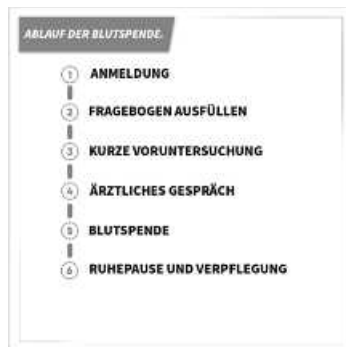 ABLAUF DER BLUTSPENDE.
1 ANMELDUNG
2 FRAGEBOGEN AUSFÜLLEN
3 KURZE VORUNTERSUCHUNG
4 ÄRZTLICHES GESPRÄCH
5 BLUTSPENDE
6 RUHEPAUSE UND VERPFLEGUNG